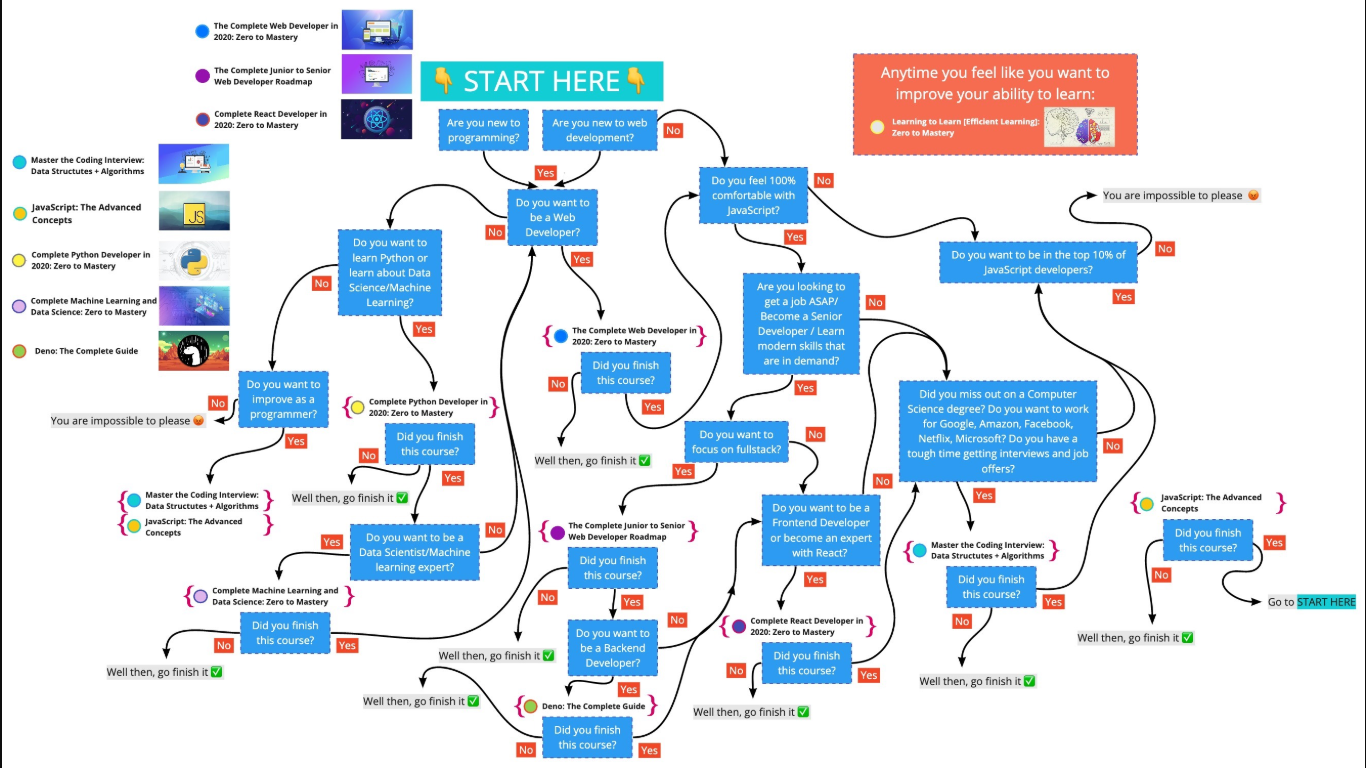 The Complete Web Developer in
2020: Zero to Mastery
The Complete Junior to Senior
Web Developer Roadmap
Complete React Developer in
2020: Zero to Mastery
Master the Coding Interview:
Data Structutes + Algorithms
JavaScript: The Advanced
Concepts
JS
Complete Python Developer in
2020: Zero to Mastery
Complete Machine Learning and
Data Science: Zero to Mastery
Deno: The Complete Guide
👇 START HERE 👇
Anytime you feel like you want to
improve your ability to learn:
Learning to Learn [Efficient Learning]:
Zero to Mastery
Are you new to
programming?
Are you new to web
development?
No
Yes
Do you want to
be a Web
Developer?
No
Yes
Do you feel 100%
comfortable with
JavaScript?
No
Yes
You are impossible to please 😡
Do you want to be in the top 10% of
JavaScript developers?
No
Yes
Do you want to
learn Python or
learn about Data
Science/Machine
Learning?
No
Yes
Are you looking to
get a job ASAP/
Become a Senior
Developer / Learn
modern skills that
are in demand?
No
Yes
{ The Complete Web Developer in }
2020: Zero to Mastery
Did you finish
this course?
No
Yes
Well then, go finish it ✅
Do you want to
improve as a
programmer?
No
You are impossible to please 😡
Yes
{ Master the Coding Interview: }
Data Structutes + Algorithms
{ JavaScript: The Advanced }
Concepts
{ Complete Python Developer in }
2020: Zero to Mastery
Did you finish
this course?
No
Yes
Well then, go finish it ✅
Do you want to be a
Data Scientist/Machine
learning expert?
Yes
No
{ Complete Machine Learning and }
Data Science: Zero to Mastery
Did you finish
this course?
No
Yes
Well then, go finish it ✅
Do you want to
focus on fullstack?
No
Yes
{ The Complete Junior to Senior }
Web Developer Roadmap
Did you finish
this course?
No
Yes
Well then, go finish it ✅
Do you want to
be a Backend
Developer?
No
Yes
{ Deno: The Complete Guide }
Did you finish
this course?
No
Yes
Well then, go finish it ✅
Do you want to be a
Frontend Developer
or become an expert
with React?
No
Yes
{ Complete React Developer in }
2020: Zero to Mastery
Did you finish
this course?
No
Yes
Well then, go finish it ✅
Did you miss out on a Computer
Science degree? Do you want to work
for Google, Amazon, Facebook,
Netflix, Microsoft? Do you have a
tough time getting interviews and job
offers?
No
Yes
{ Master the Coding Interview: }
Data Structutes + Algorithms
Did you finish
this course?
No
Yes
Well then, go finish it ✅
{ JavaScript: The Advanced }
Concepts
Did you finish
this course?
No
Yes
Well then, go finish it ✅
Go to START HERE